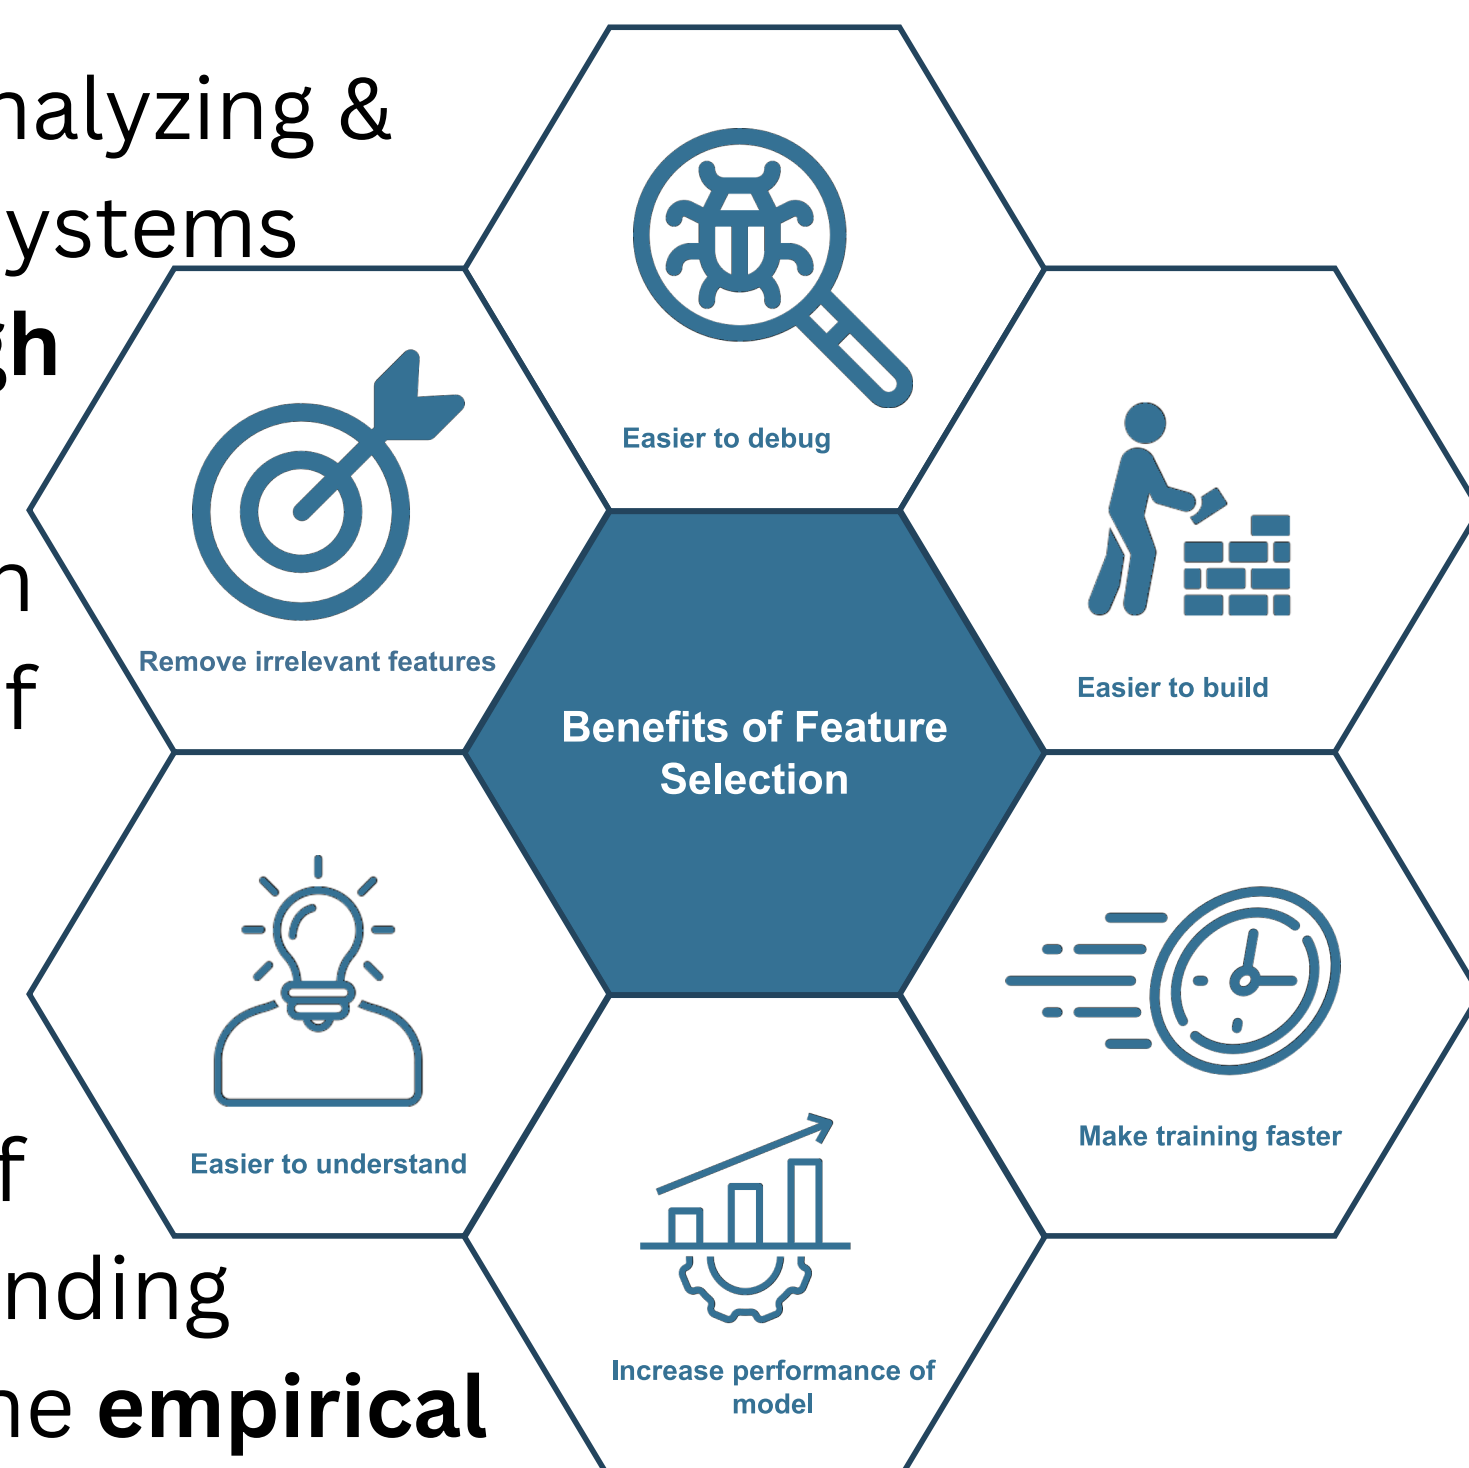 nalyzing &
ystems
gh
n
f
f
nding
ne empirical
Easier to debug
Remove irrelevant features
Easier to build
Benefits of Feature
Selection
Easier to understand
Make training faster
Increase performance of
model